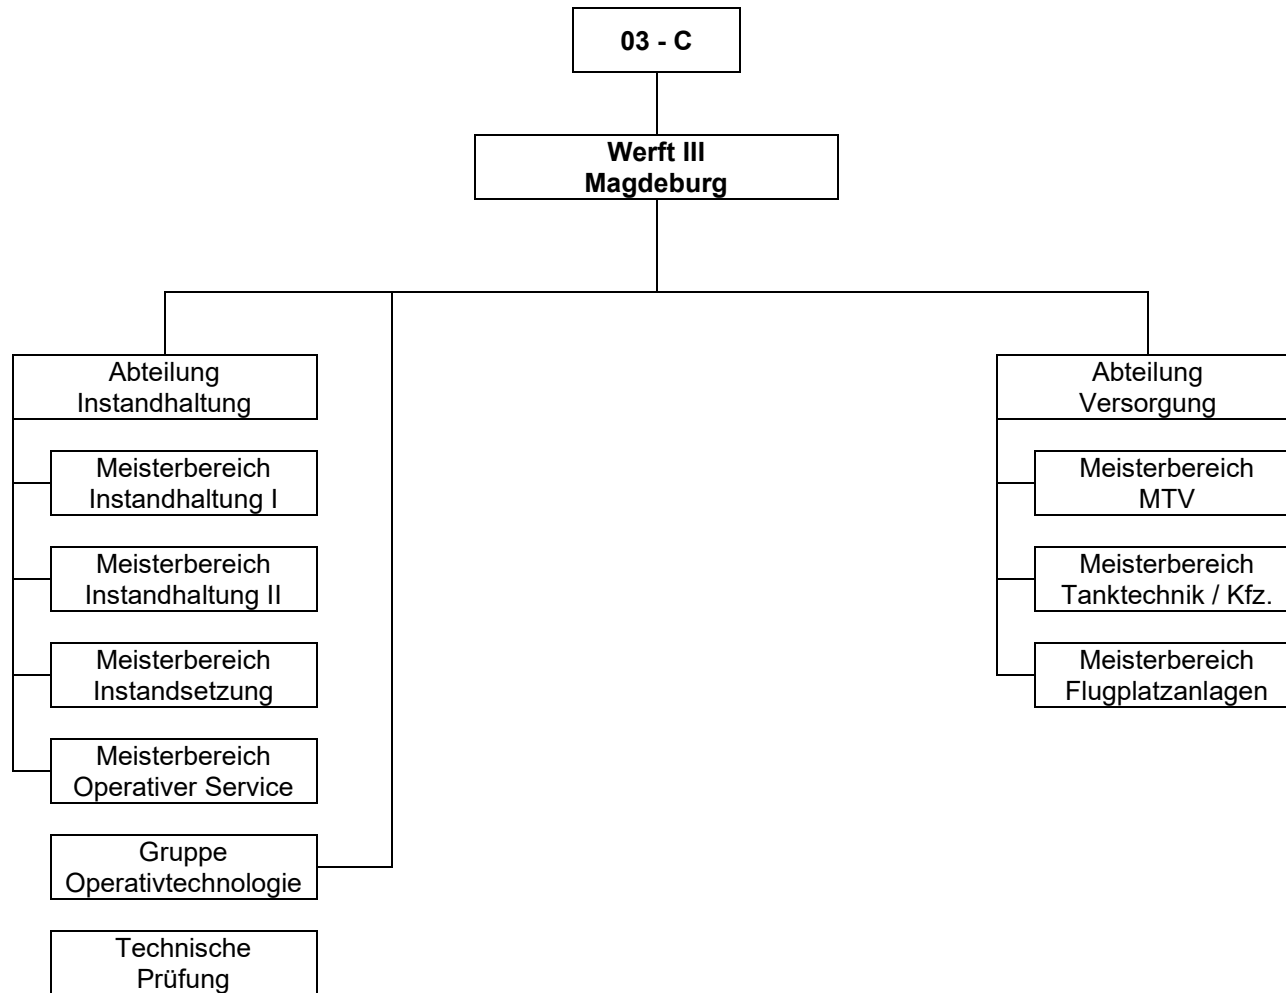 03 - C
Werft III
Magdeburg
Abteilung
Instandhaltung
Meisterbereich
Instandhaltung I
Meisterbereich
Instandhaltung II
Meisterbereich
Instandsetzung
Meisterbereich
Operativer Service
Gruppe
Operativtechnologie
Technische
Prüfung
Abteilung
Versorgung
Meisterbereich
MTV
Meisterbereich
Tanktechnik / Kfz.
Meisterbereich
Flugplatzanlagen